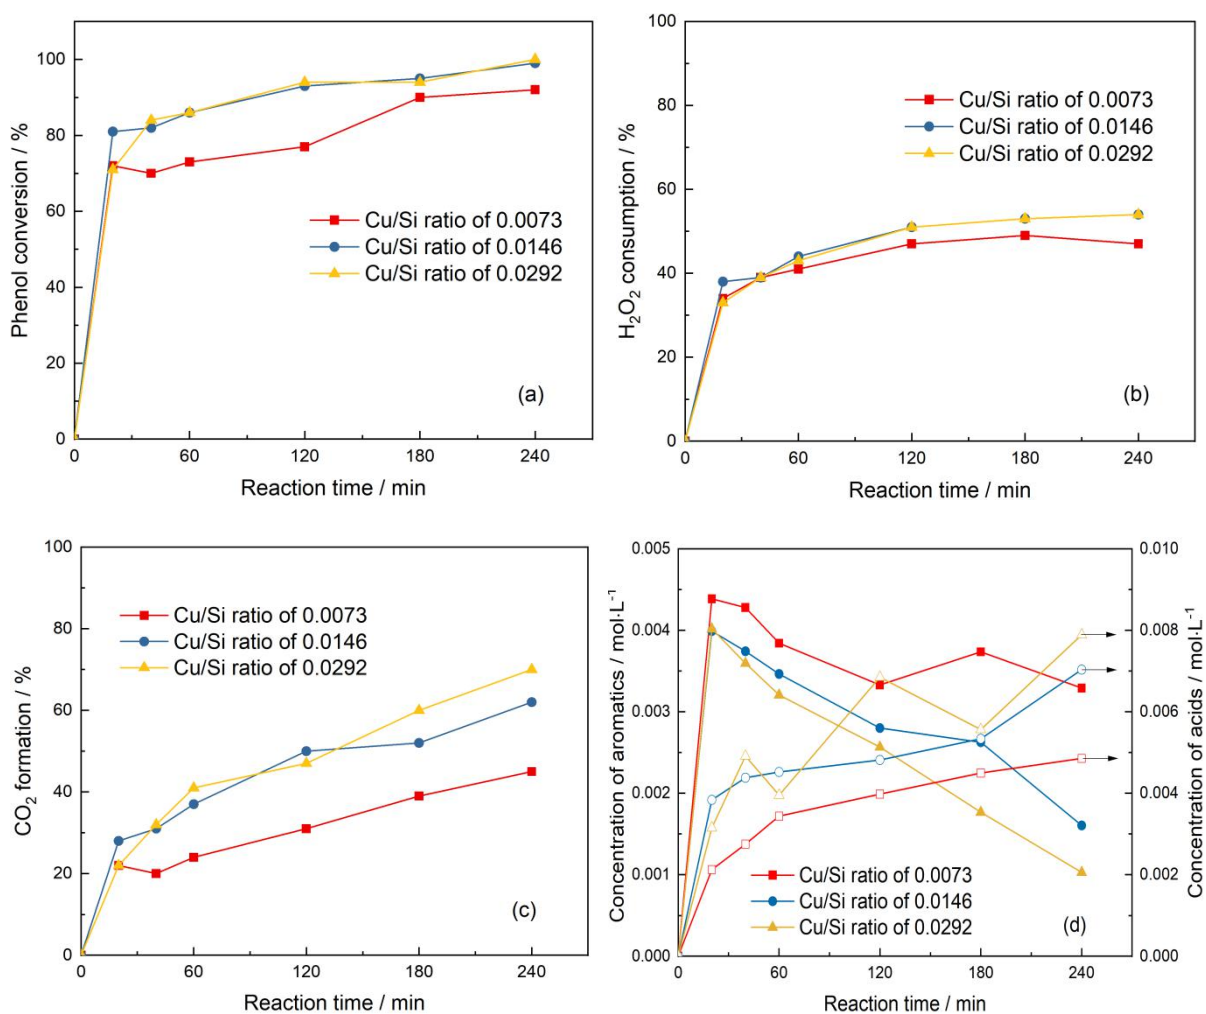 100
80
60
40
20
0
Phenol conversion / %
Cu/Si ratio of 0.0073
Cu/Si ratio of 0.0146
Cu/Si ratio of 0.0292
(a)
0 60 120 180 240
Reaction time / min
100
80
60
40
20
0
H₂O₂ consumption / %
Cu/Si ratio of 0.0073
Cu/Si ratio of 0.0146
Cu/Si ratio of 0.0292
(b)
0 60 120 180 240
Reaction time / min
100
80
60
40
20
0
CO₂ formation / %
Cu/Si ratio of 0.0073
Cu/Si ratio of 0.0146
Cu/Si ratio of 0.0292
(c)
0 60 120 180 240
Reaction time / min
0.005
0.004
0.003
0.002
0.001
0.000
Concentration of aromatics / mol·L⁻¹
0.010
0.008
0.006
0.004
0.002
0.000
Concentration of acids / mol·L⁻¹
Cu/Si ratio of 0.0073
Cu/Si ratio of 0.0146
Cu/Si ratio of 0.0292
(d)
0 60 120 180 240
Reaction time / min